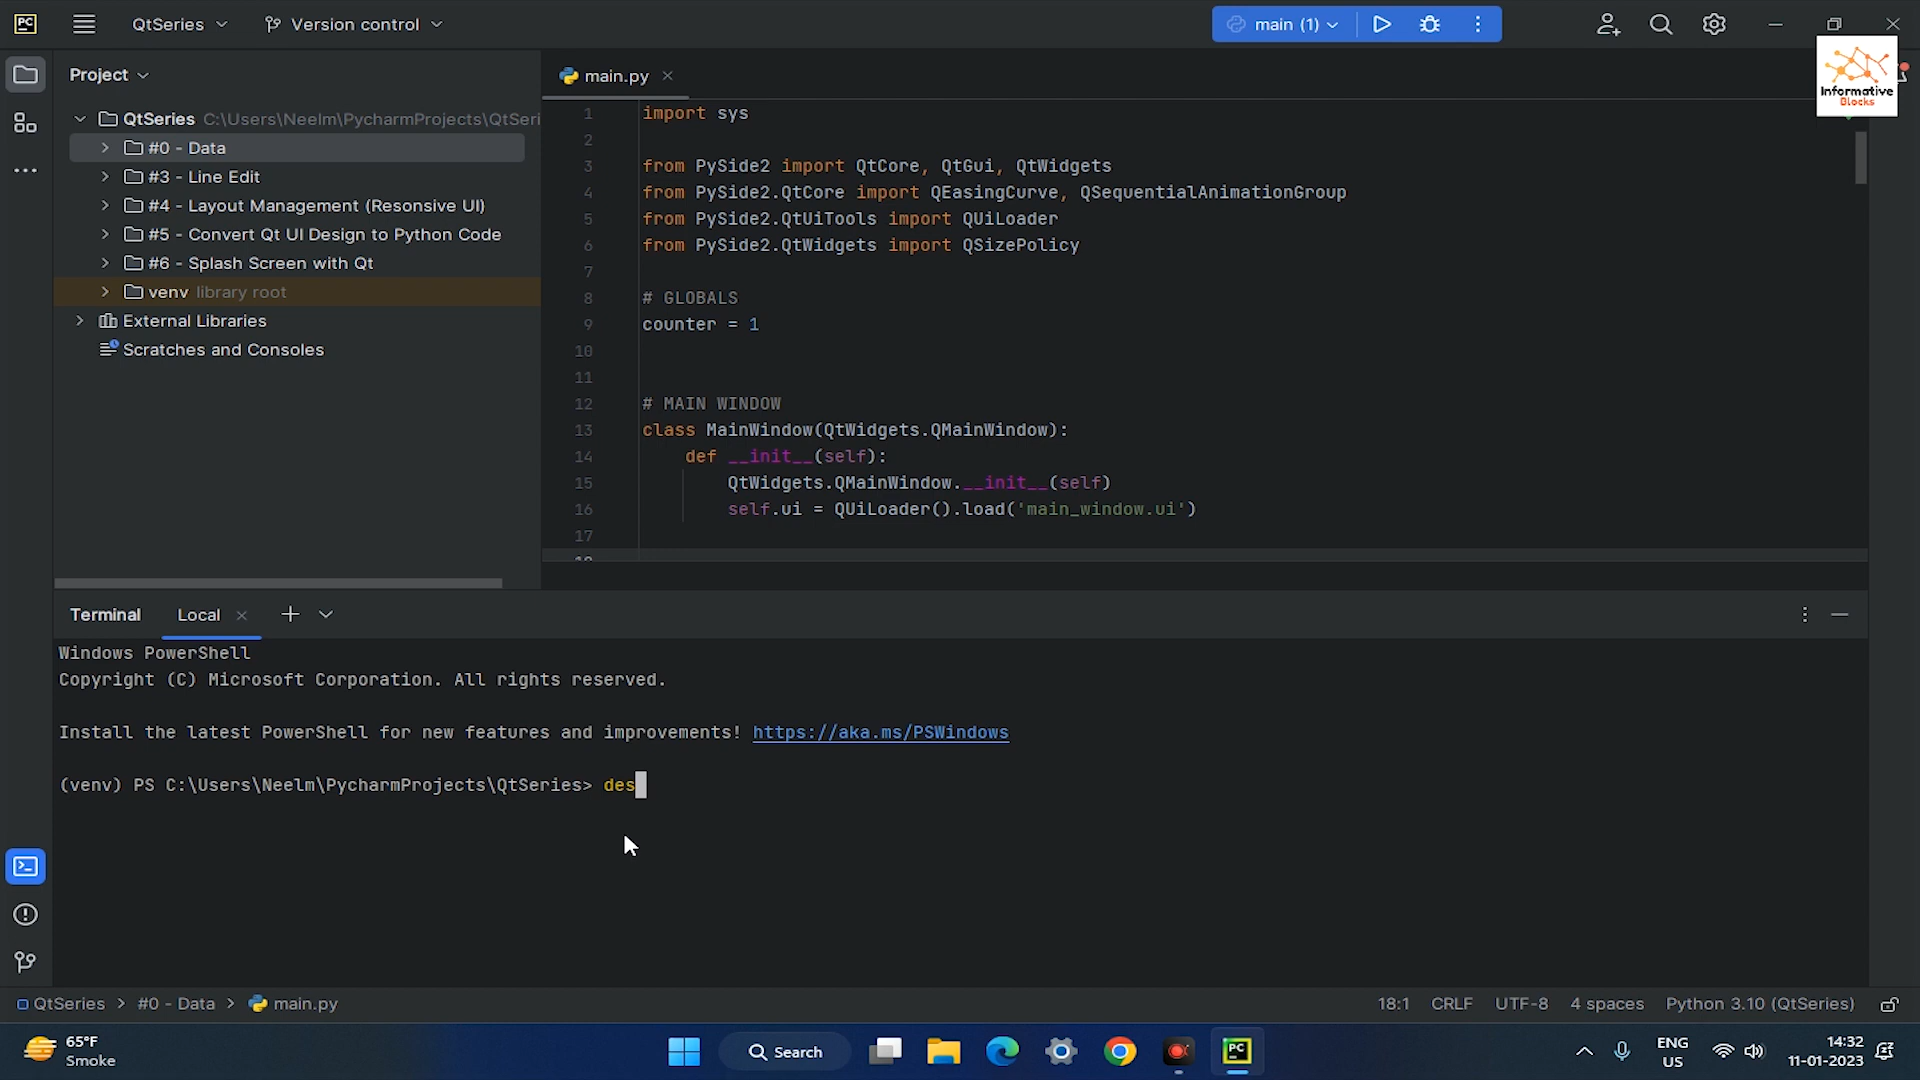 PC
QtSeries
Version control
main (1)
Informative
Blocks
Project
main.py
QtSeries C:\Users\Neelm\PycharmProjects\QtSeri
#0 - Data
#3 - Line Edit
#4 - Layout Management (Resonsive UI)
#5 - Convert Qt UI Design to Python Code
#6 - Splash Screen with Qt
venv library root
External Libraries
Scratches and Consoles
1 import sys
2
3 from PySide2 import QtCore, QtGui, QtWidgets
4 from PySide2.QtCore import QEasingCurve, QSequentialAnimationGroup
5 from PySide2.QtUiTools import QUiLoader
6 from PySide2.QtWidgets import QSizePolicy
7
8 # GLOBALS
9 counter = 1
10
11
12 # MAIN WINDOW
13 class MainWindow(QtWidgets.QMainWindow):
14 def __init__(self):
15 QtWidgets.QMainWindow.__init__(self)
16 self.ui = QUiLoader().load('main_window.ui')
17
Terminal Local
Windows PowerShell
Copyright (C) Microsoft Corporation. All rights reserved.
Install the latest PowerShell for new features and improvements! https://aka.ms/PSWindows
(venv) PS C:\Users\Neelm\PycharmProjects\QtSeries> des
QtSeries > #0 - Data > main.py
18:1 CRLF UTF-8 4 spaces Python 3.10 (QtSeries)
65°F
Smoke
Search
PC
ENG
US
14:32
11-01-2023